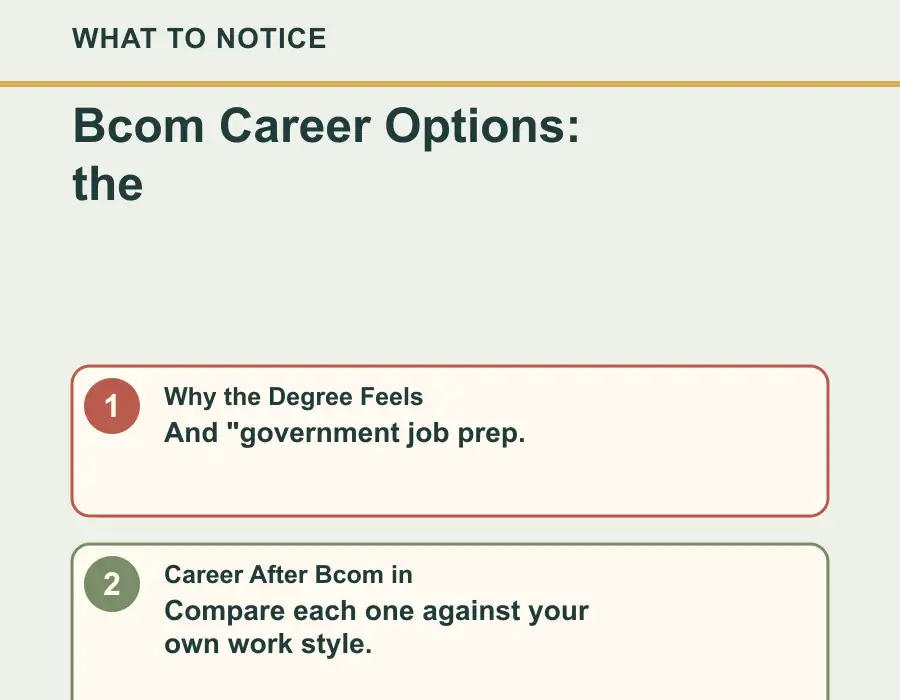 WHAT TO NOTICE
Bcom Career Options:
the
1
Why the Degree Feels
And "government job prep.
2
Career After Bcom in
Compare each one against your
own work style.